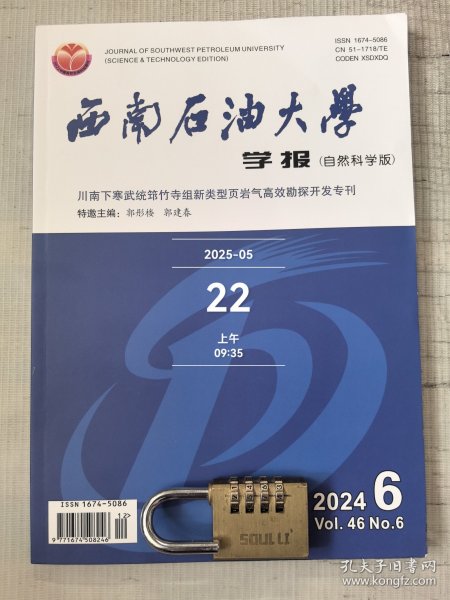 JOURNAL OF SOUTHWEST PETROLEUM UNIVERSITY
(SCIENCE & TECHNOLOGY EDITION)
ISSN 1674-5086
CN 51-1718/TE
CODEN XSDXDQ
西南石油大學
学报(自然科学版)
川南下寒武统筇竹寺组新类型页岩气高效勘探开发专刊
特邀主编：郭彤楼 郭建春
2025-05
22
上午
09:35
ISSN 1674-5086
12>
9 771674 508246
2024 6
Vol. 46 No.6
SOULLI
孔夫子旧书网
www.kongfz.com